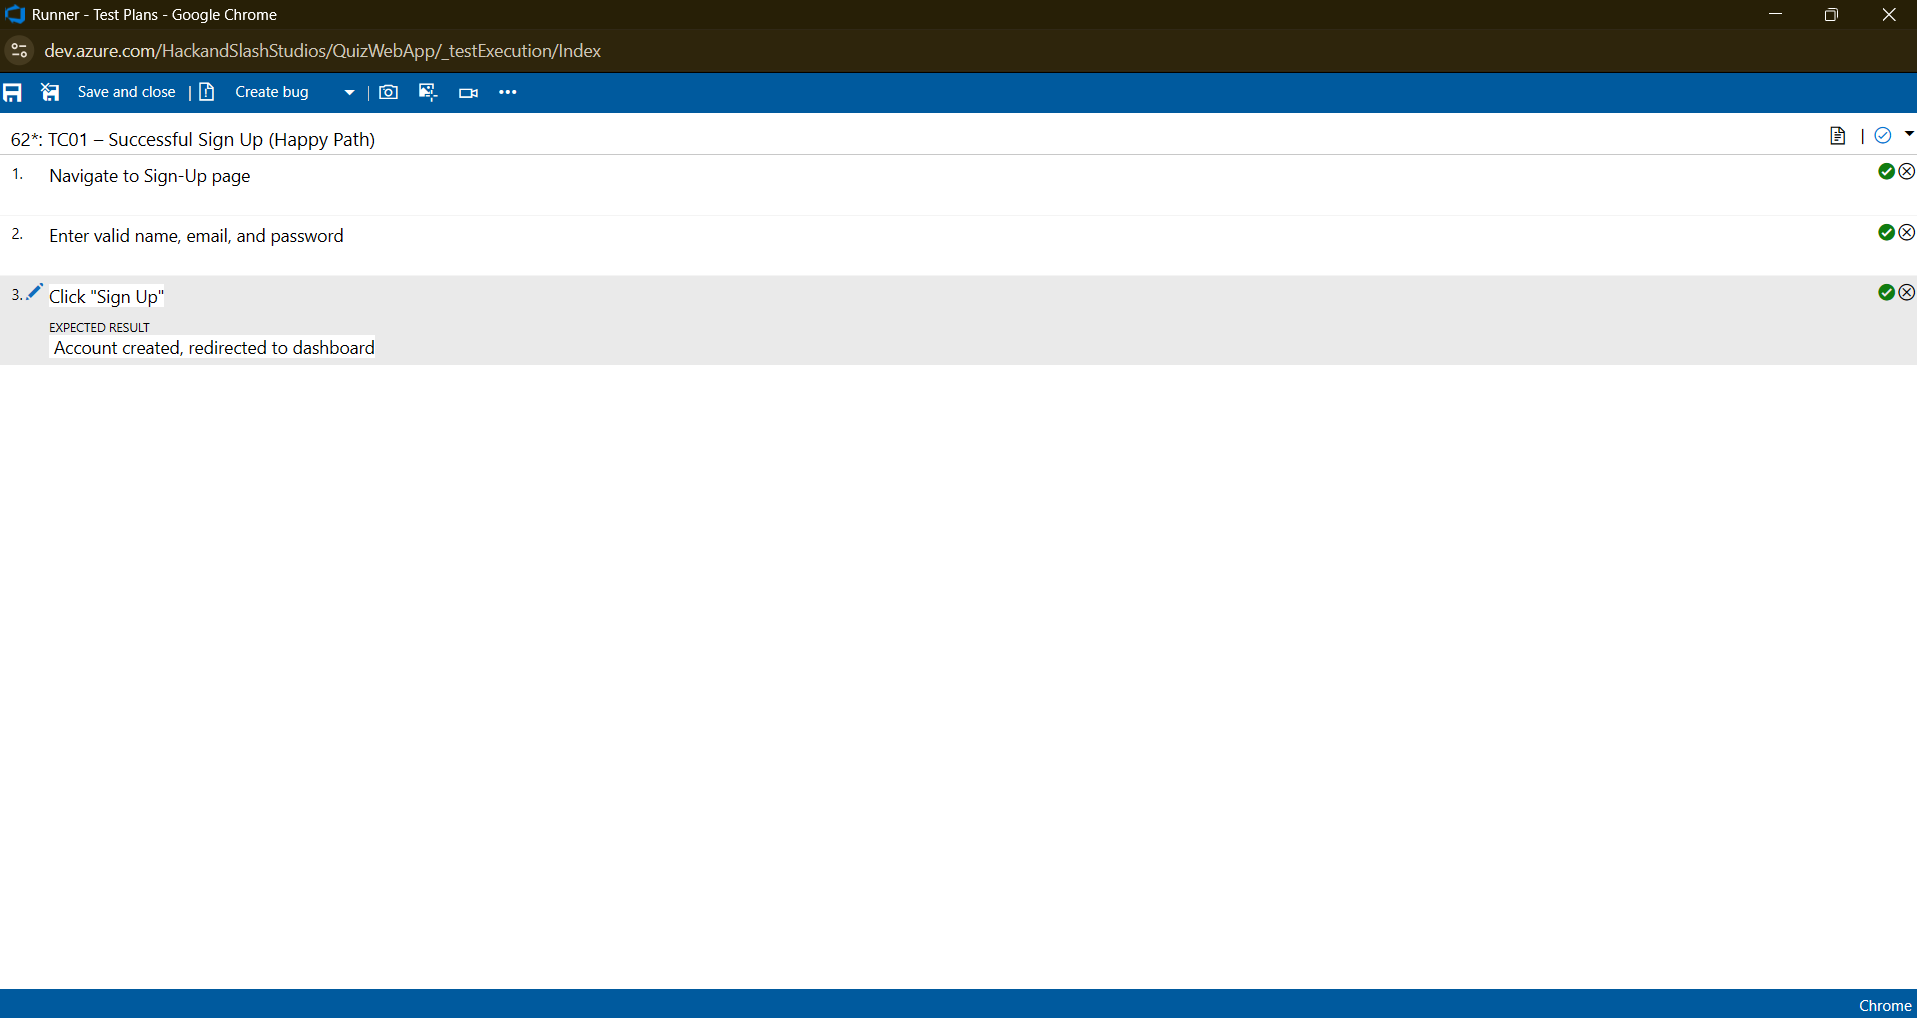 Runner - Test Plans - Google Chrome
dev.azure.com/HackandSlashStudios/QuizWebApp/_testExecution/Index
Save and close | Create bug |
62*: TC01 – Successful Sign Up (Happy Path) |
1. Navigate to Sign-Up page
2. Enter valid name, email, and password
3. Click "Sign Up"
EXPECTED RESULT
Account created, redirected to dashboard
Chrome